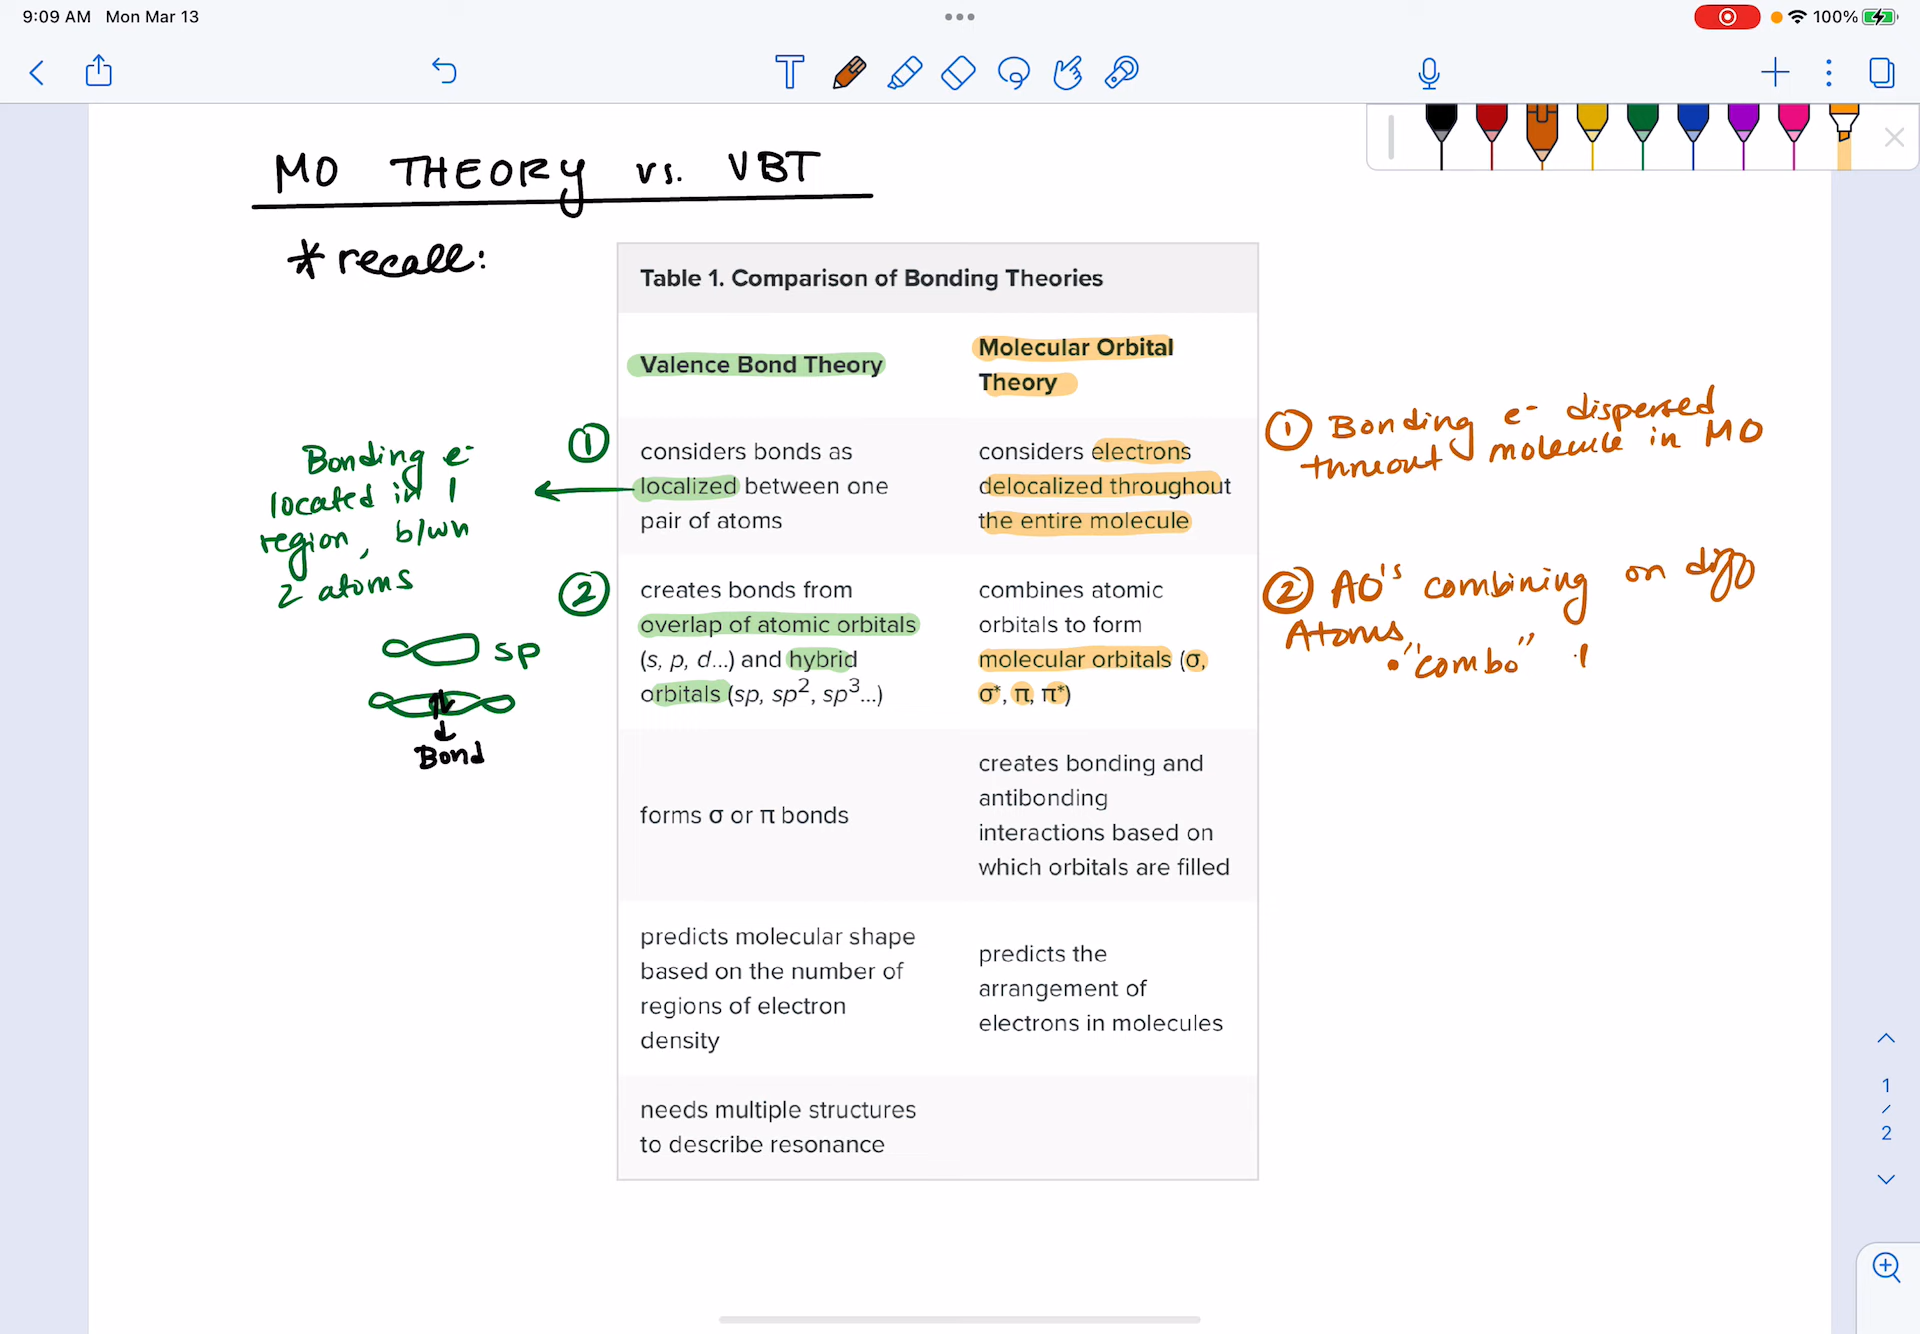 9:09 AM Mon Mar 13
100%
MO THEORY vs. VBT
* recall:
Table 1. Comparison of Bonding Theories
Valence Bond Theory
Molecular Orbital
Theory
①
considers bonds as
localized between one
pair of atoms
considers electrons
delocalized throughout
the entire molecule
Bonding e-
located in 1
region, b/wn
2 atoms
① Bonding e- dispersed
threout molecule in MO
②
creates bonds from
overlap of atomic orbitals
(s, p, d...) and hybrid
orbitals (sp, sp², sp³...)
combines atomic
orbitals to form
molecular orbitals (σ,
σ*, π, π*)
sp
Bond
② AO's combining on diff
Atoms
• "combo"
forms σ or π bonds
creates bonding and
antibonding
interactions based on
which orbitals are filled
predicts molecular shape
based on the number of
regions of electron
density
predicts the
arrangement of
electrons in molecules
needs multiple structures
to describe resonance
1
/
2